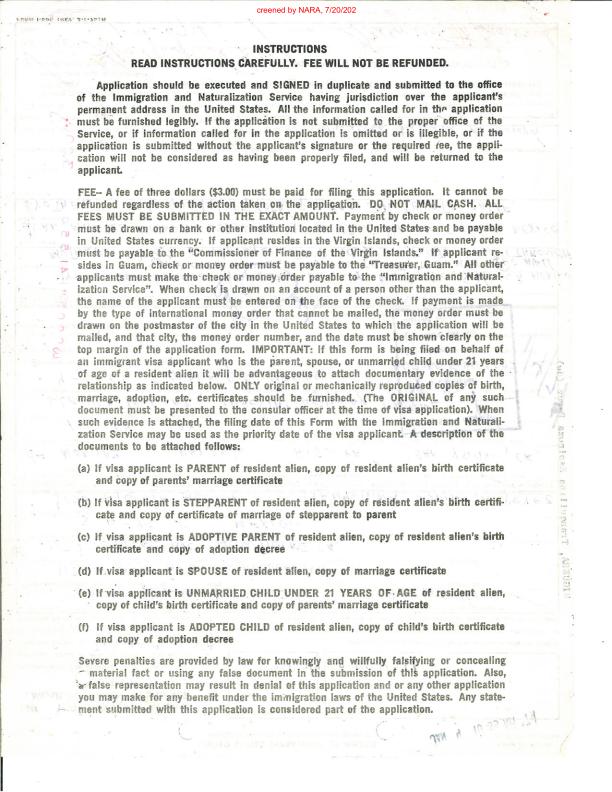 creened by NARA, 7/20/202
INSTRUCTIONS
READ INSTRUCTIONS CAREFULLY. FEE WILL NOT BE REFUNDED.
Application should be executed and SIGNED in duplicate and submitted to the office
of the Immigration and Naturalization Service having jurisdiction over the applicant's
permanent address in the United States. All the information called for in the application
must be furnished legibly. If the application is not submitted to the proper office of the
Service, or if information called for in the application is omitted or is illegible, or if the
application is submitted without the applicant's signature or the required fee, the appli-
cation will not be considered as having been properly filed, and will be returned to the
applicant.
FEE-- A fee of three dollars ($3.00) must be paid for filing this application. It cannot be
refunded regardless of the action taken on the application. DO NOT MAIL CASH. ALL
FEES MUST BE SUBMITTED IN THE EXACT AMOUNT. Payment by check or money order
must be drawn on a bank or other institution located in the United States and be payable
in United States currency. If applicant resides in the Virgin Islands, check or money order
must be payable to the "Commissioner of Finance of the Virgin Islands." If applicant re-
sides in Guam, check or money order must be payable to the "Treasurer, Guam." All other
applicants must make the check or money order payable to the "Immigration and Natural-
ization Service". When check is drawn on an account of a person other than the applicant,
the name of the applicant must be entered on the face of the check. If payment is made
by the type of international money order that cannot be mailed, the money order must be
drawn on the postmaster of the city in the United States to which the application will be
mailed, and that city, the money order number, and the date must be shown clearly on the
top margin of the application form. IMPORTANT: If this form is being filed on behalf of
an immigrant visa applicant who is the parent, spouse, or unmarried child under 21 years
of age of a resident alien it will be advantageous to attach documentary evidence of the
relationship as indicated below. ONLY original or mechanically reproduced copies of birth,
marriage, adoption, etc. certificates should be furnished. (The ORIGINAL of any such
document must be presented to the consular officer at the time of visa application). When
such evidence is attached, the filing date of this Form with the Immigration and Naturali-
zation Service may be used as the priority date of the visa applicant. A description of the
documents to be attached follows:
(a) If visa applicant is PARENT of resident alien, copy of resident alien's birth certificate
and copy of parents' marriage certificate
(b) If visa applicant is STEPPARENT of resident alien, copy of resident alien's birth certifi-
cate and copy of certificate of marriage of stepparent to parent
(c) If visa applicant is ADOPTIVE PARENT of resident alien, copy of resident alien's birth
certificate and copy of adoption decree
(d) If visa applicant is SPOUSE of resident alien, copy of marriage certificate
(e) If visa applicant is UNMARRIED CHILD UNDER 21 YEARS OF AGE of resident alien,
copy of child's birth certificate and copy of parents' marriage certificate
(f) If visa applicant is ADOPTED CHILD of resident alien, copy of child's birth certificate
and copy of adoption decree
Severe penalties are provided by law for knowingly and willfully falsifying or concealing
a material fact or using any false document in the submission of this application. Also,
a false representation may result in denial of this application and or any other application
you may make for any benefit under the immigration laws of the United States. Any state-
ment submitted with this application is considered part of the application.